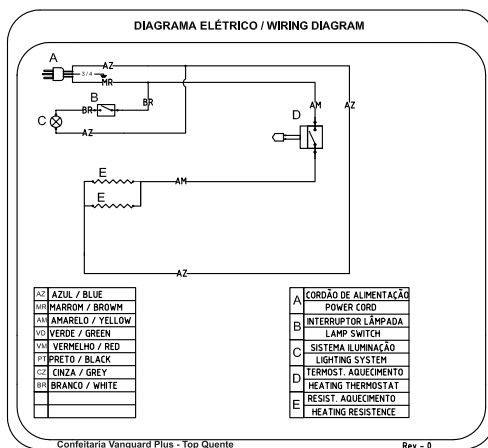 DIAGRAMA ELÉTRICO / WIRING DIAGRAM
A
AZ
3 / 4
MR
B
BR
BR
AM
AZ
C
AZ
D
E
AM
E
AZ
AZ AZUL / BLUE
MR MARROM / BROWM
AM AMARELO / YELLOW
VD VERDE / GREEN
VM VERMELHO / RED
PT PRETO / BLACK
CZ CINZA / GREY
BR BRANCO / WHITE
A CORDÃO DE ALIMENTAÇÃO
POWER CORD
B INTERRUPTOR LÂMPADA
LAMP SWITCH
C SISTEMA ILUMINAÇÃO
LIGHTING SYSTEM
D TERMOST. AQUECIMENTO
HEATING THERMOSTAT
E RESIST. AQUECIMENTO
HEATING RESISTENCE
Confeitaria Vanguard Plus - Top Quente
Rev - 0